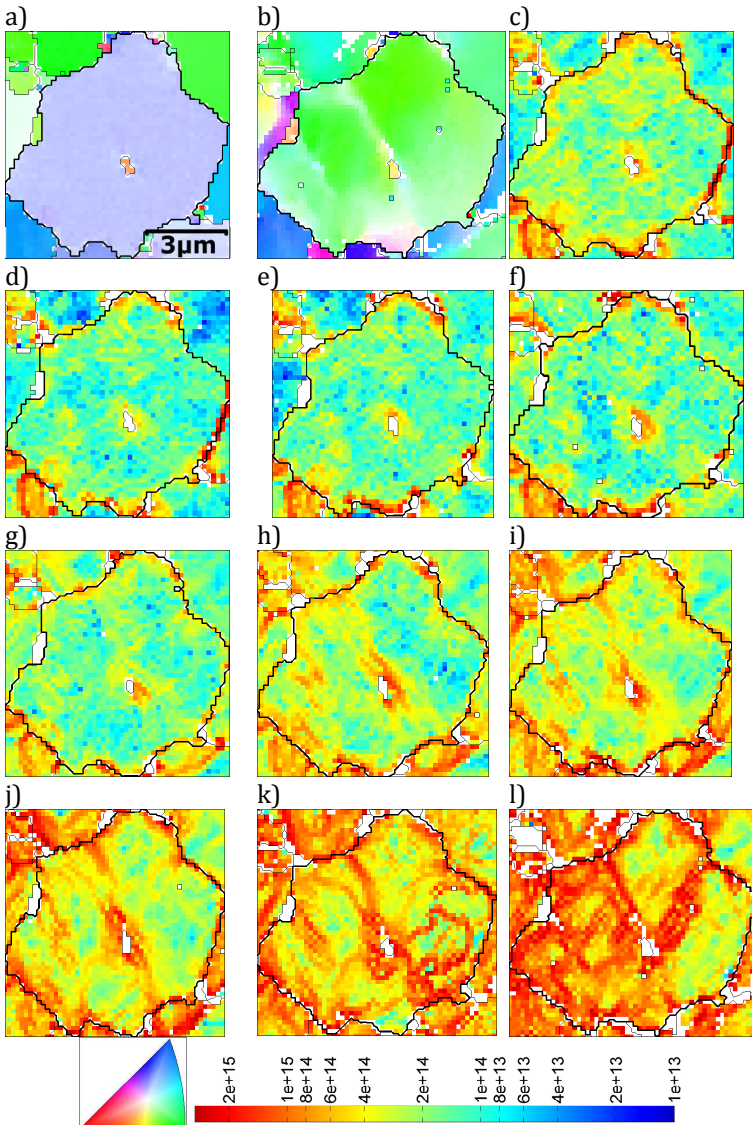 a) b) c)
3μm
d) e) f)
g) h) i)
j) k) l)
2e+15 1e+15 8e+14 6e+14 4e+14 2e+14 1e+14 8e+13 6e+13 4e+13 2e+13 1e+13